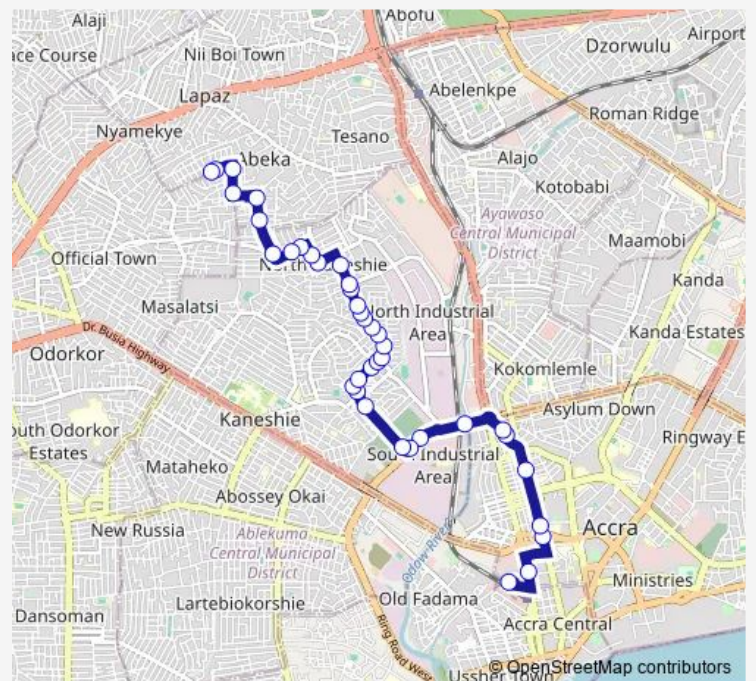 Abofu
Alaji
Airport
Dzorwulu
ace Course
Nii Boi Town
Abelenkpe
Lapaz
Roman Ridge
Nyamekye
Tesano
Abeka
Alajo
Kotobabi
Ayawaso
Central Municipal
District
Maamobi
Official Town
North
eshie
Kanda
Masalatsi
orth Industrial
Area
Dr. Busia Highway
Kanda Estates
Odorkor
Kokomlemle
Asylum Down
Kaneshie
outh Odorkor
Estates
Ringway E
Sou
Industrial
Area
Mataheko
Abossey Okai
New Russia
Ablekuma
Central Municipal
District
Accra
Odaw River
Ministries
Old Fadama
Lartebiokorshie
Dansoman
Accra Central
Ring Road West
Ussher Town
© OpenStreetMap contributors